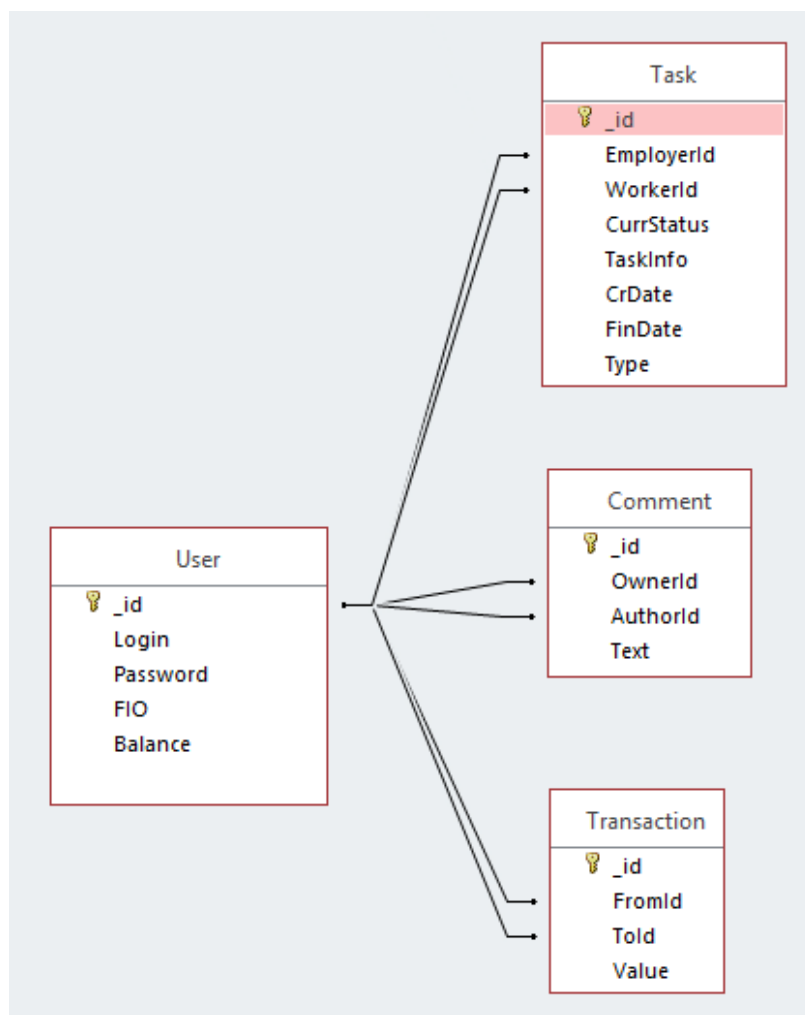 Task
_id
EmployerId
WorkerId
CurrStatus
TaskInfo
CrDate
FinDate
Type
Comment
_id
OwnerId
AuthorId
Text
User
_id
Login
Password
FIO
Balance
Transaction
_id
FromId
ToId
Value